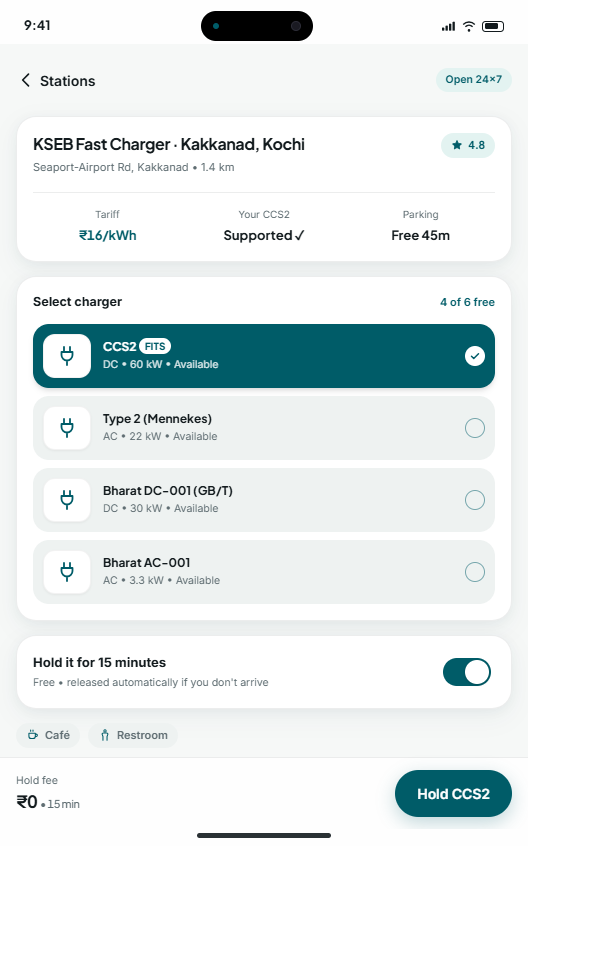 9:41
Stations
Open 24×7
KSEB Fast Charger · Kakkanad, Kochi
4.8
Seaport-Airport Rd, Kakkanad • 1.4 km
Tariff
Your CCS2
Parking
₹16/kWh
Supported ✓
Free 45m
Select charger
4 of 6 free
CCS2 FITS
DC • 60 kW • Available
Type 2 (Mennekes)
AC • 22 kW • Available
Bharat DC-001 (GB/T)
DC • 30 kW • Available
Bharat AC-001
AC • 3.3 kW • Available
Hold it for 15 minutes
Free • released automatically if you don't arrive
Café
Restroom
Hold fee
₹0 • 15 min
Hold CCS2